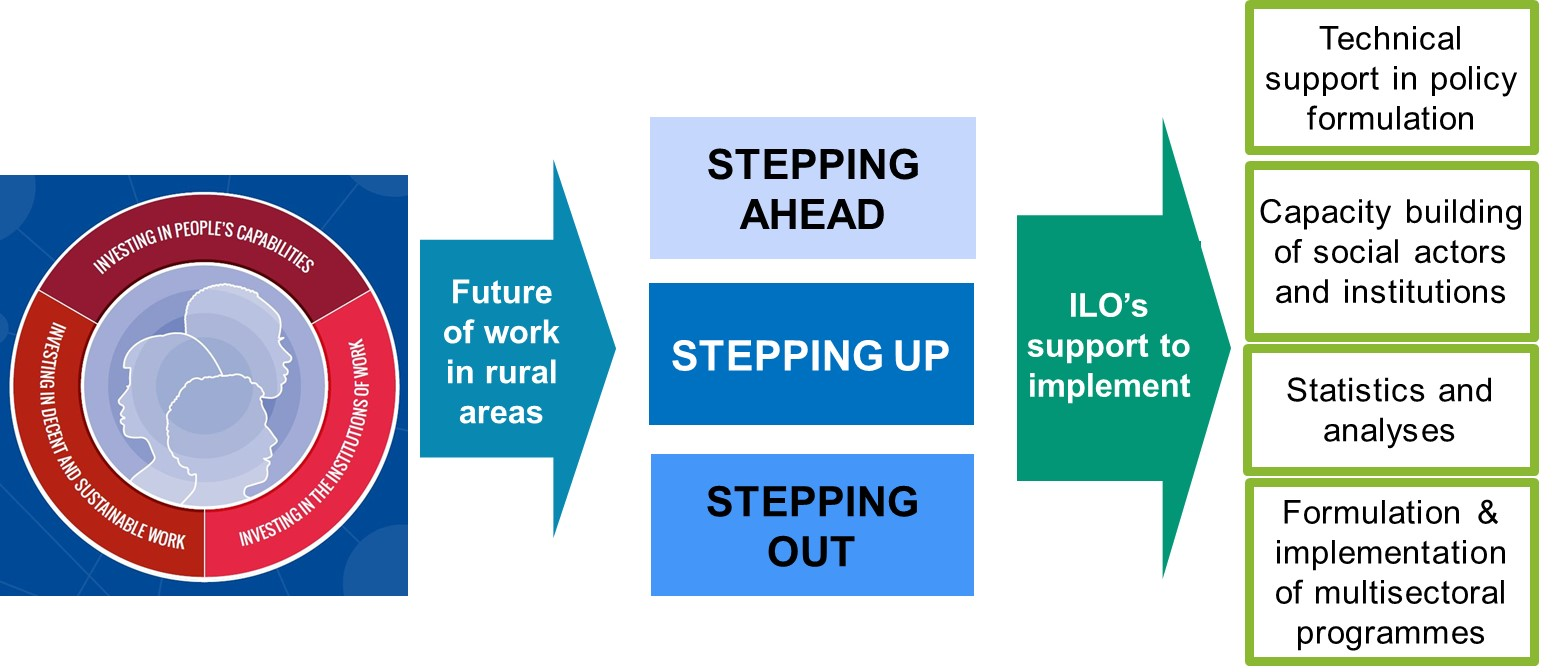 INVESTING IN PEOPLE'S CAPABILITIES
INVESTING IN DECENT AND SUSTAINABLE WORK
INVESTING IN THE INSTITUTIONS OF WORK
Future
of work
in rural
areas
STEPPING
AHEAD
STEPPING UP
STEPPING
OUT
ILO’s
support to
implement
Technical
support in policy
formulation
Capacity building
of social actors
and institutions
Statistics and
analyses
Formulation &
implementation
of multisectoral
programmes